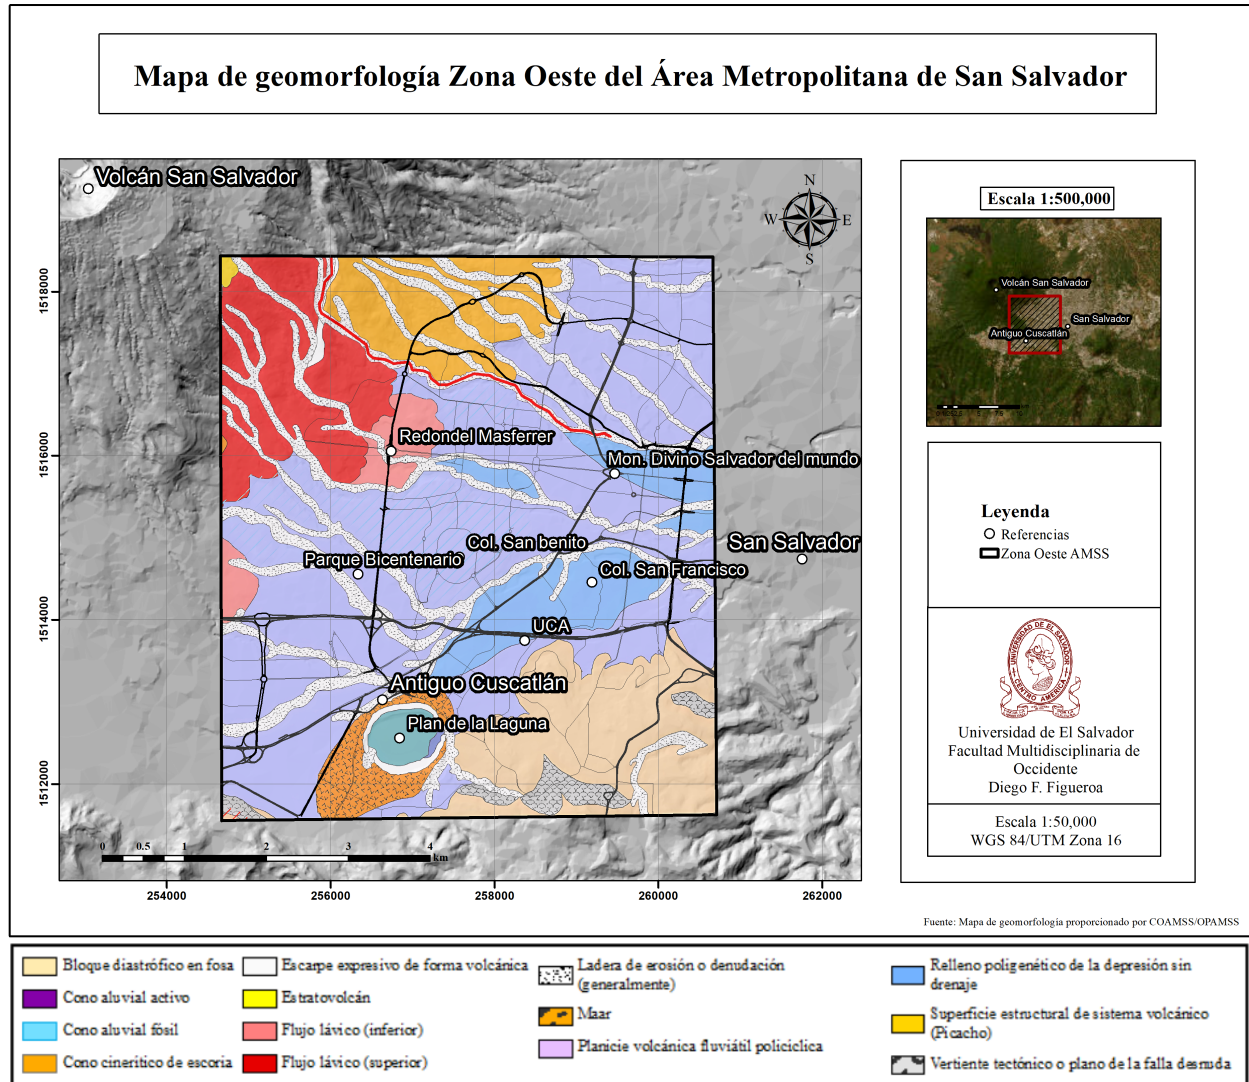 Mapa de geomorfología Zona Oeste del Área Metropolitana de San Salvador
Volcán San Salvador
N
W E
S
1518000
1516000
1514000
1512000
Redondel Masferrer
Mon. Divino Salvador del mundo
Col. San benito
San Salvador
Parque Bicentenario
Col. San Francisco
UCA
Antiguo Cuscatlán
Plan de la Laguna
0 0.5 1 2 3 4
km
254000 256000 258000 260000 262000
Escala 1:500,000
Volcán San Salvador
San Salvador
Antiguo Cuscatlán
Leyenda
Referencias
Zona Oeste AMSS
UNIVERSIDAD DE EL SALVADOR
CENTRO AMERICA
Universidad de El Salvador
Facultad Multidisciplinaria de
Occidente
Diego F. Figueroa
Escala 1:50,000
WGS 84/UTM Zona 16
Fuente: Mapa de geomorfología proporcionado por COAMSS/OPAMSS
Bloque diastrófico en fosa
Cono aluvial activo
Cono aluvial fósil
Cono cinerítico de escoria
Escarpe expresivo de forma volcánica
Estratovolcán
Flujo lávico (inferior)
Flujo lávico (superior)
Ladera de erosión o denudación
(generalmente)
Maar
Planicie volcánica fluviátil policíclica
Relleno poligenético de la depresión sin
drenaje
Superficie estructural de sistema volcánico
(Picacho)
Vertiente tectónico o plano de la falla desnuda